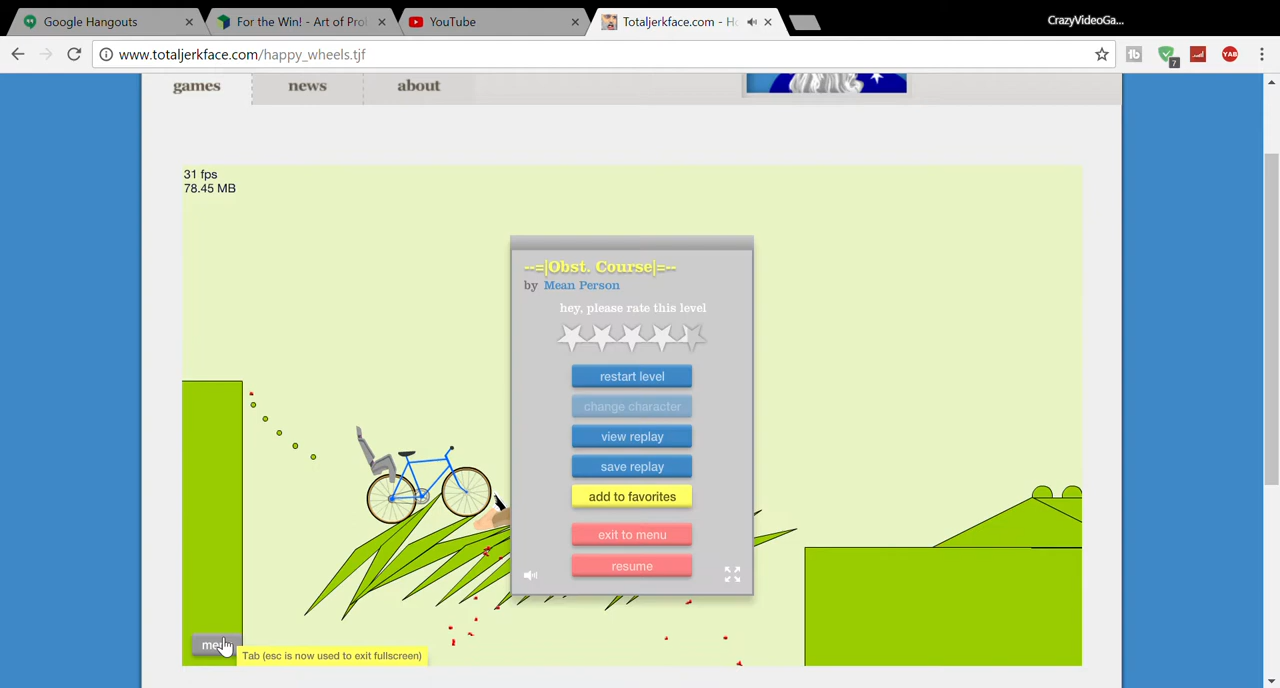 Google Hangouts
For the Win! - Art of Pro
YouTube
Totaljerkface.com - H
CrazyVideoGa...
www.totaljerkface.com/happy_wheels.tjf
tb
7
YAB
games
news
about
31 fps
78.45 MB
--=|Obst. Course|=--
by Mean Person
hey, please rate this level
restart level
change character
view replay
save replay
add to favorites
exit to menu
resume
Tab (esc is now used to exit fullscreen)